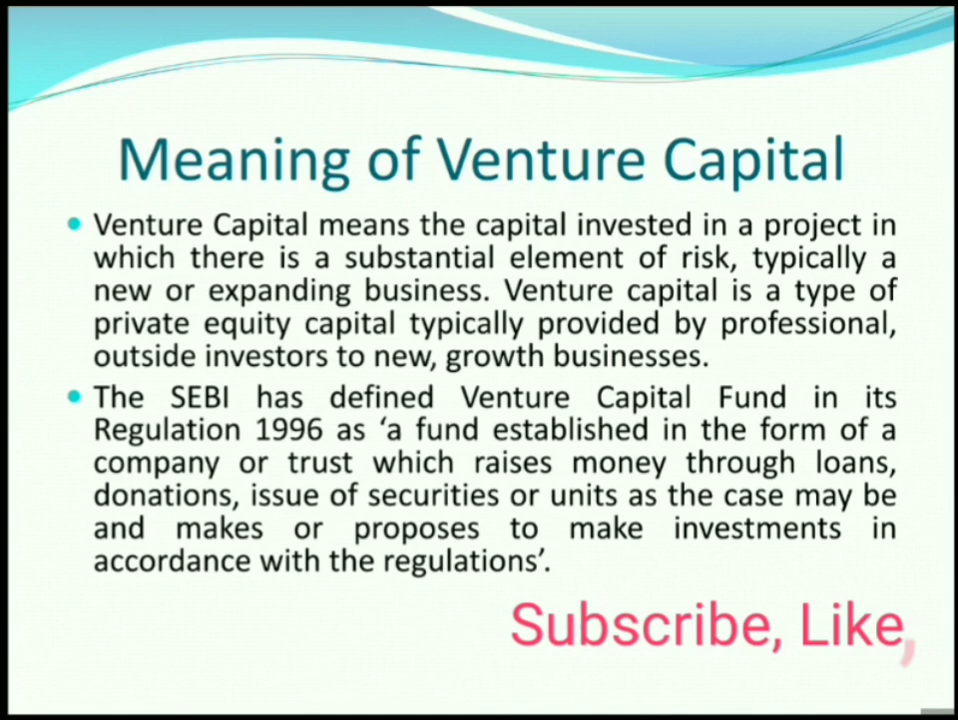 Meaning of Venture Capital
• Venture Capital means the capital invested in a project in
which there is a substantial element of risk, typically a
new or expanding business. Venture capital is a type of
private equity capital typically provided by professional,
outside investors to new, growth businesses.
• The SEBI has defined Venture Capital Fund in its
Regulation 1996 as ‘a fund established in the form of a
company or trust which raises money through loans,
donations, issue of securities or units as the case may be
and makes or proposes to make investments in
accordance with the regulations’.
Subscribe, Like,